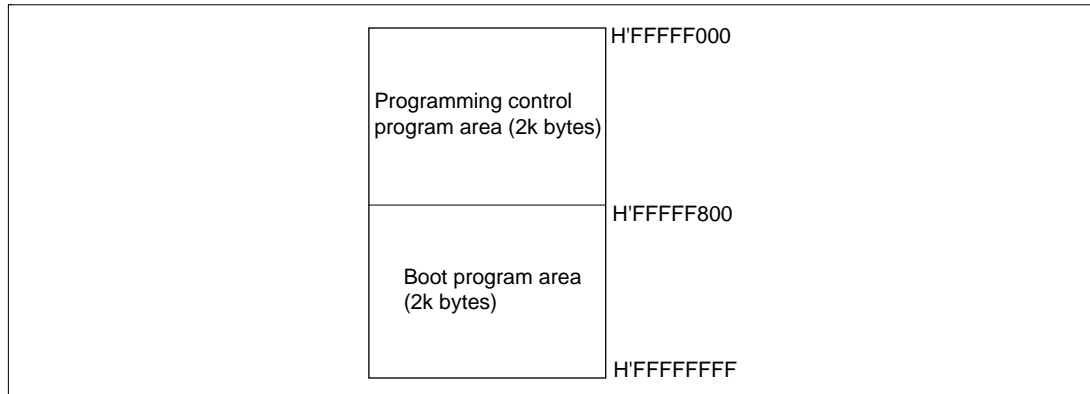 H'FFFFF000
Programming control
program area (2k bytes)
H'FFFFF800
Boot program area
(2k bytes)
H'FFFFFFFF